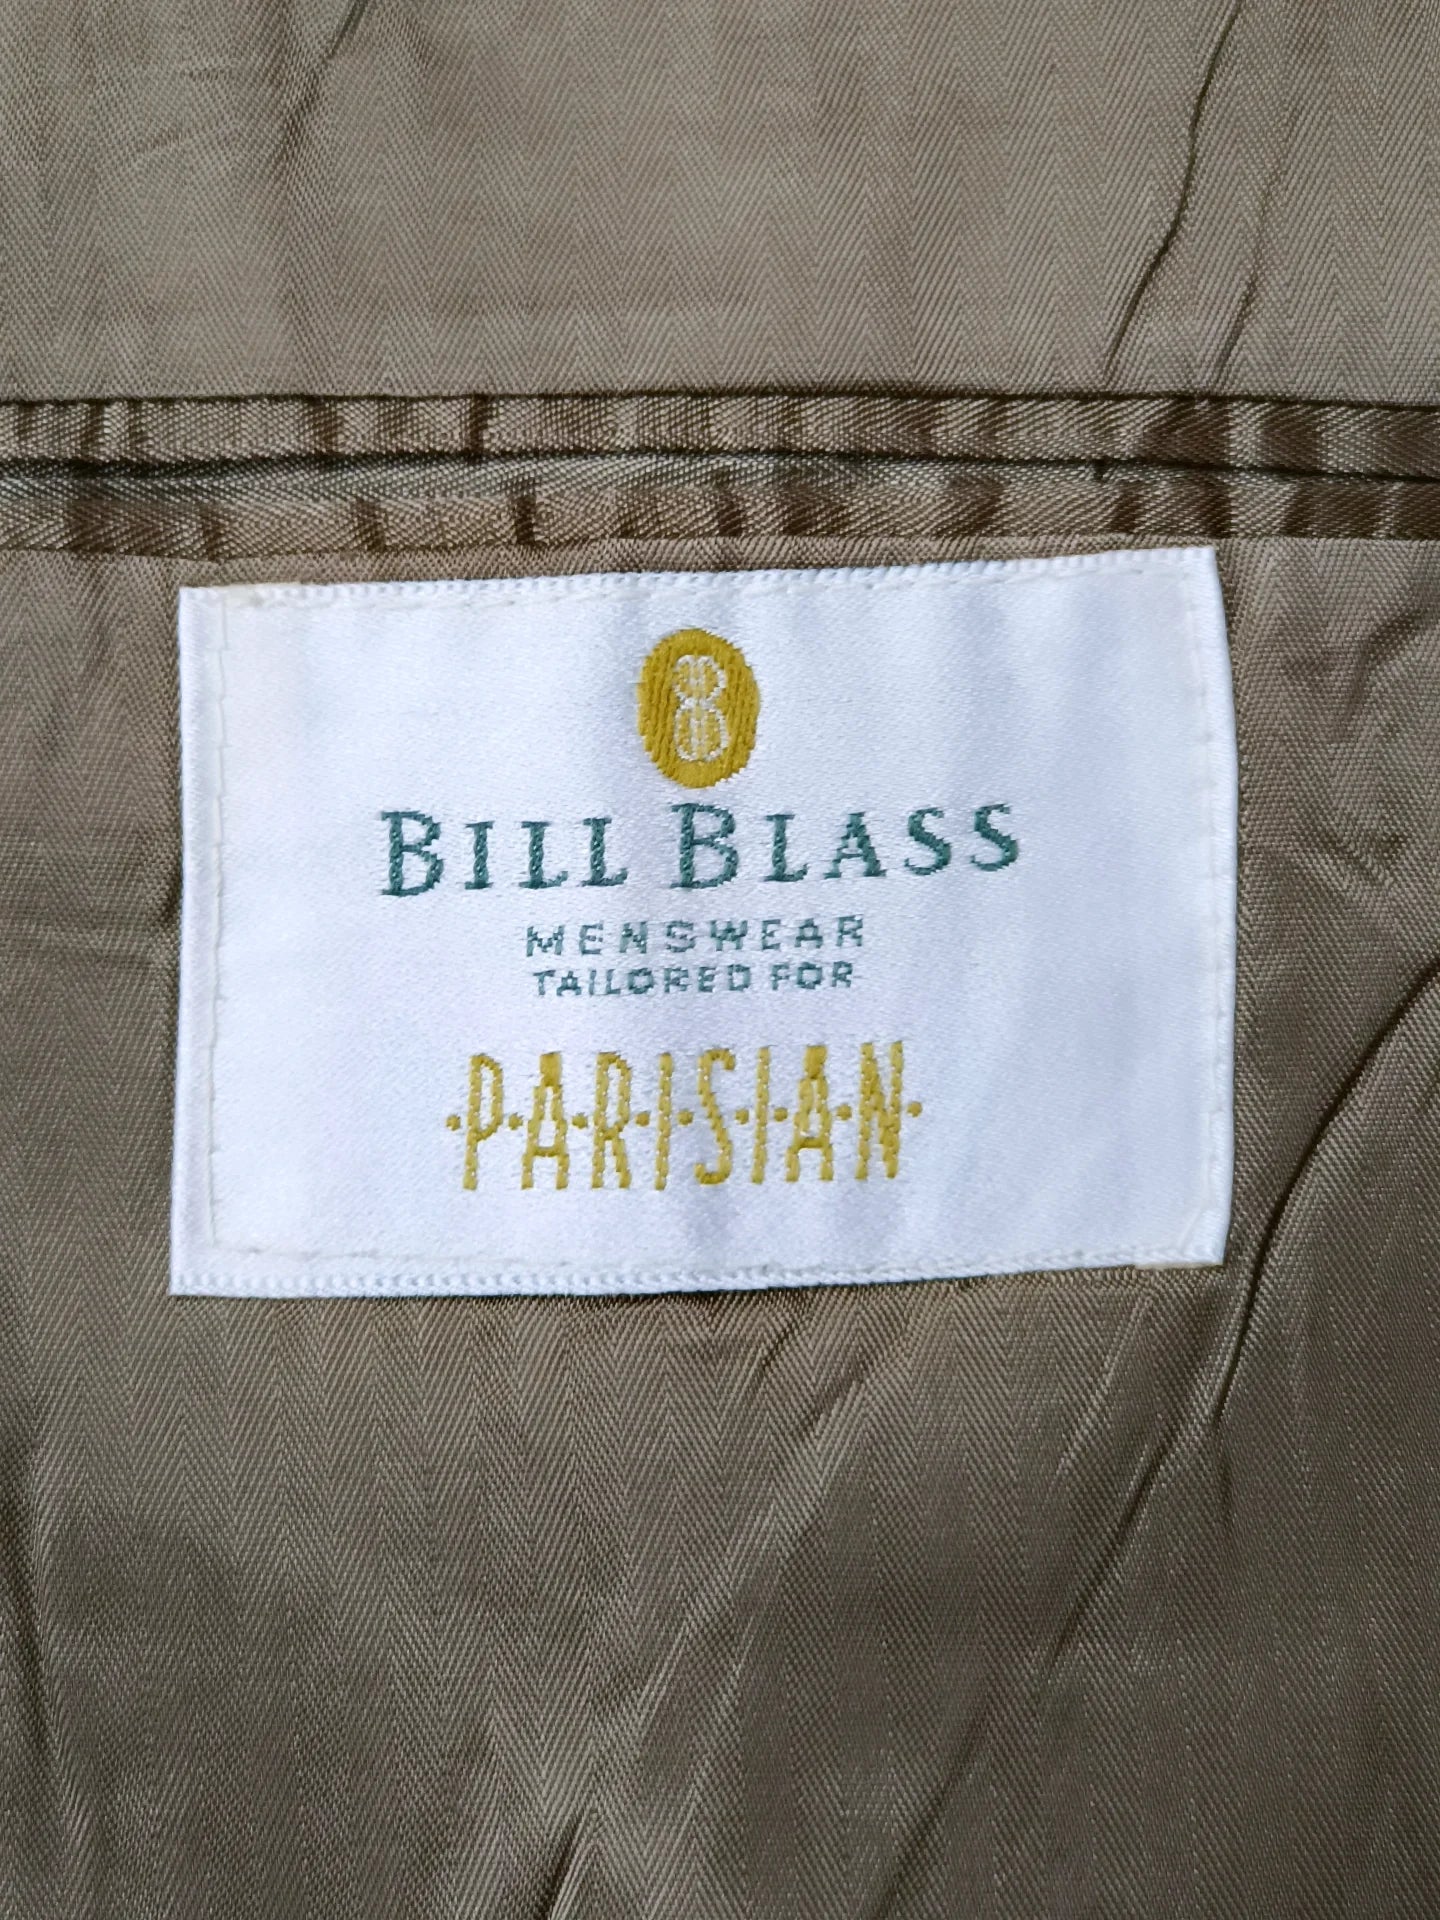 BILL BLASS
MENSWEAR
TAILORED FOR
·P·A·R·I·S·I·A·N·